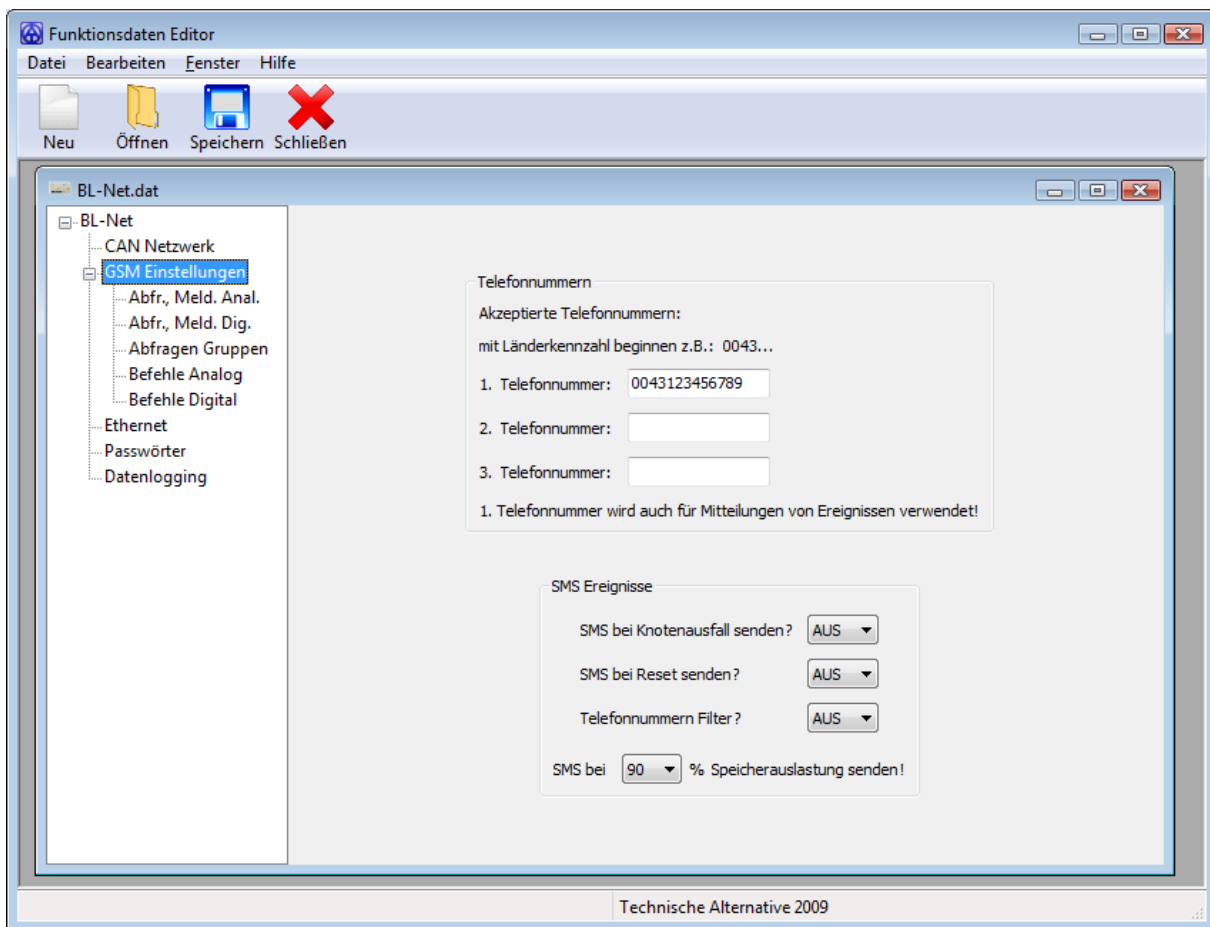 Funktionsdaten Editor
Datei Bearbeiten Fenster Hilfe
Neu Öffnen Speichern Schließen
BL-Net.dat
BL-Net
CAN Netzwerk
GSM Einstellungen
Abfr., Meld. Anal.
Abfr., Meld. Dig.
Abfragen Gruppen
Befehle Analog
Befehle Digital
Ethernet
Passwörter
Datenlogging
Telefonnummern
Akzeptierte Telefonnummern:
mit Länderkennzahl beginnen z.B.: 0043...
1. Telefonnummer: 0043123456789
2. Telefonnummer:
3. Telefonnummer:
1. Telefonnummer wird auch für Mitteilungen von Ereignissen verwendet!
SMS Ereignisse
SMS bei Knotenausfall senden? AUS
SMS bei Reset senden? AUS
Telefonnummern Filter? AUS
SMS bei 90 % Speicherauslastung senden!
Technische Alternative 2009